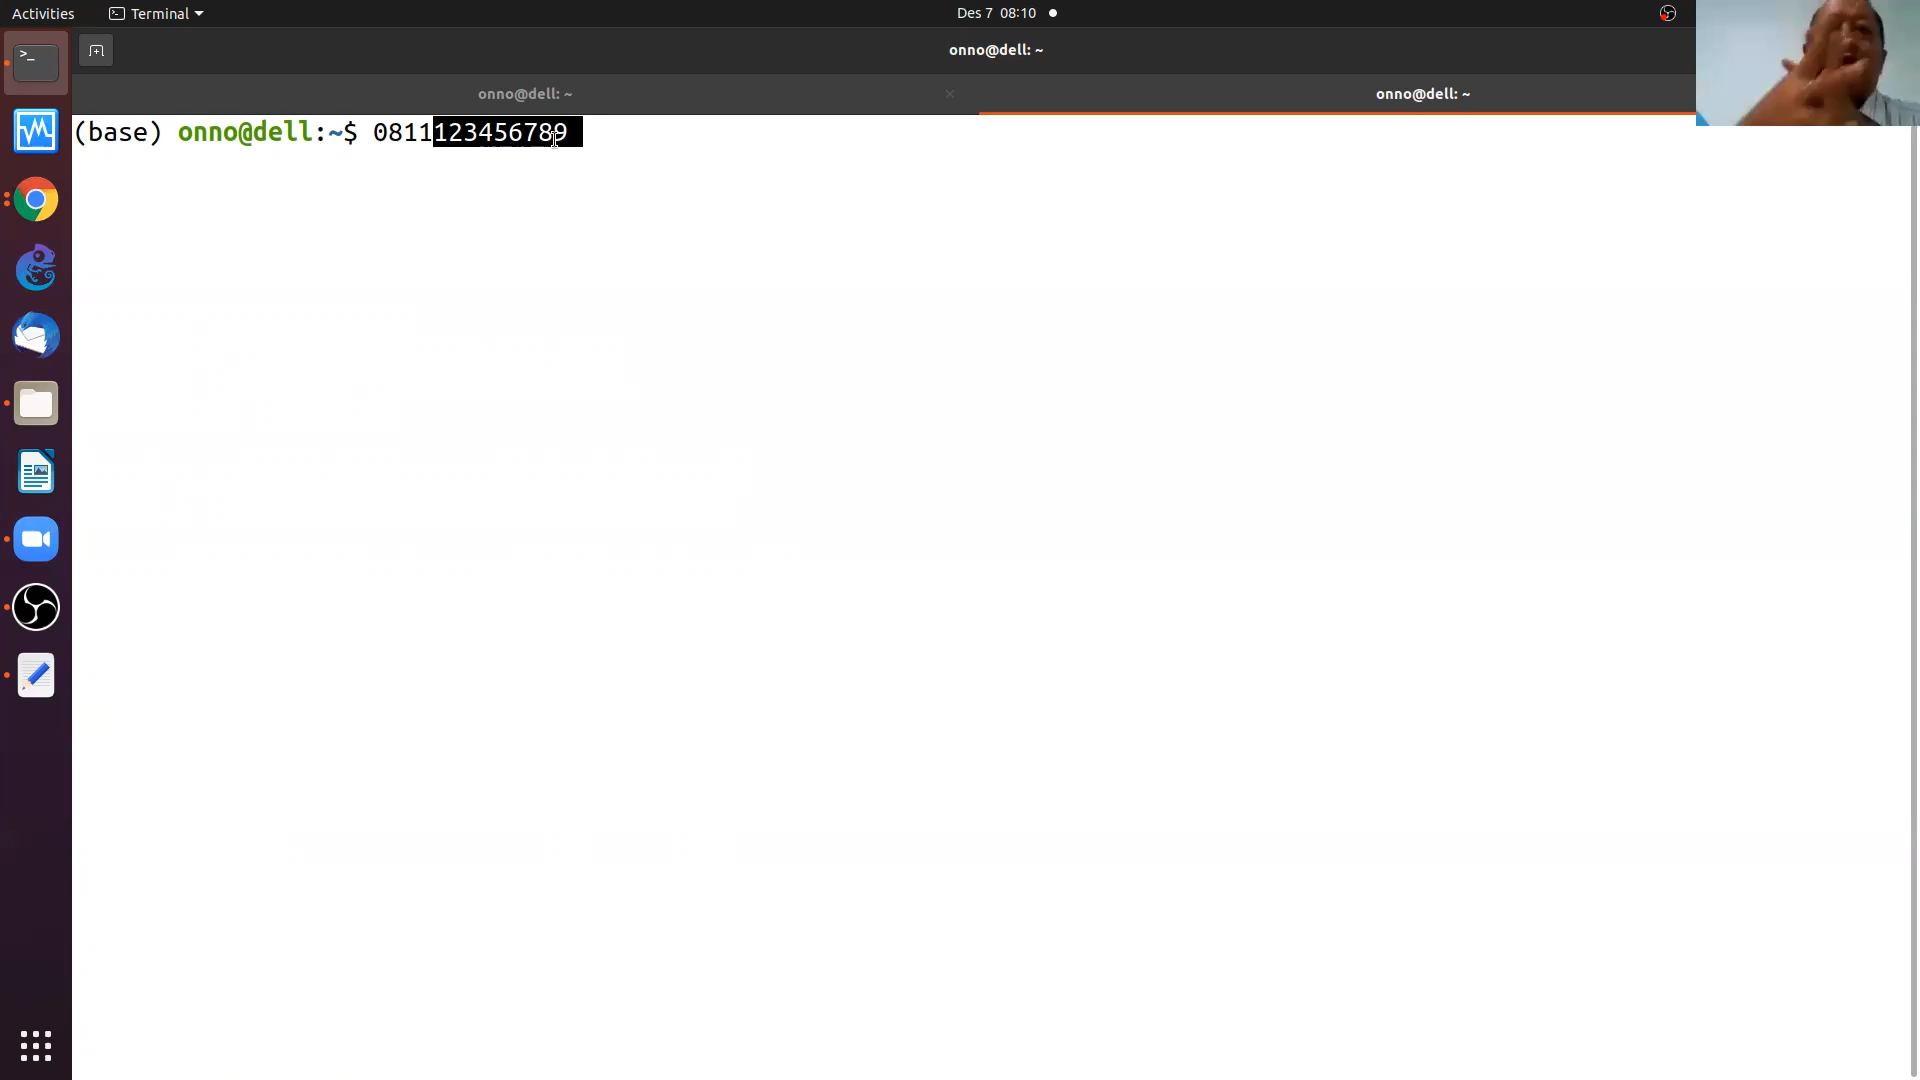 Activities Terminal Des 7 08:10
onno@dell: ~
onno@dell: ~ onno@dell: ~
(base) onno@dell:~$ 0811123456789